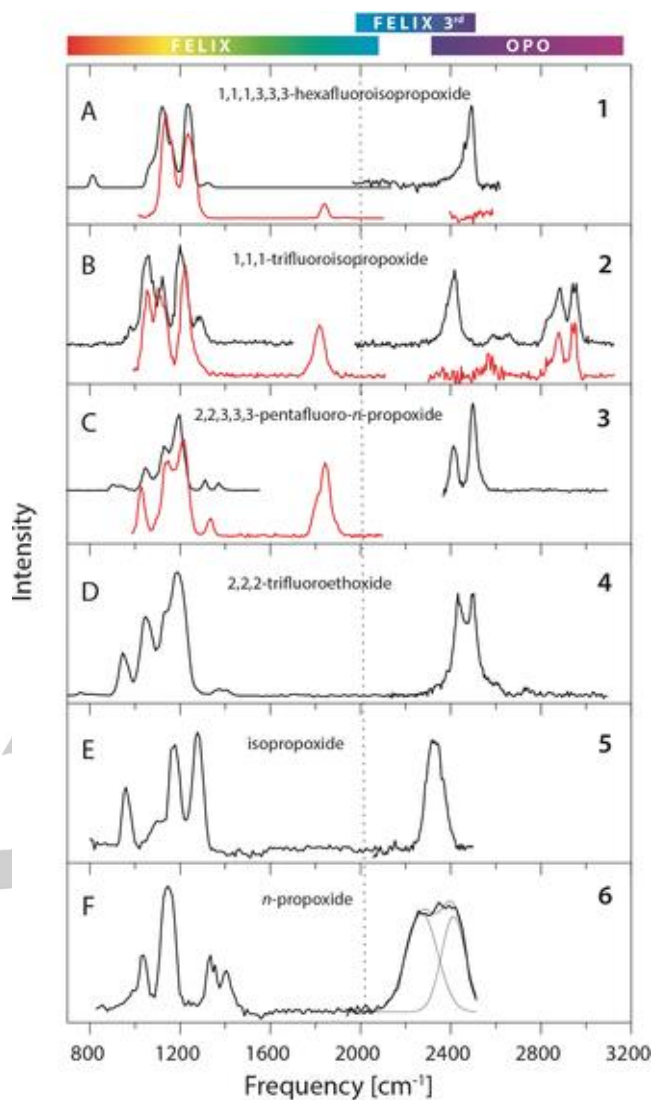 FELIX 3rd
FELIX
OPO
A
1,1,1,3,3,3-hexafluoroisopropoxide
1
B
1,1,1-trifluoroisopropoxide
2
C
2,2,3,3,3-pentafluoro-n-propoxide
3
D
2,2,2-trifluoroethoxide
4
E
isopropoxide
5
F
n-propoxide
6
Intensity
800 1200 1600 2000 2400 2800 3200
Frequency [cm-1]